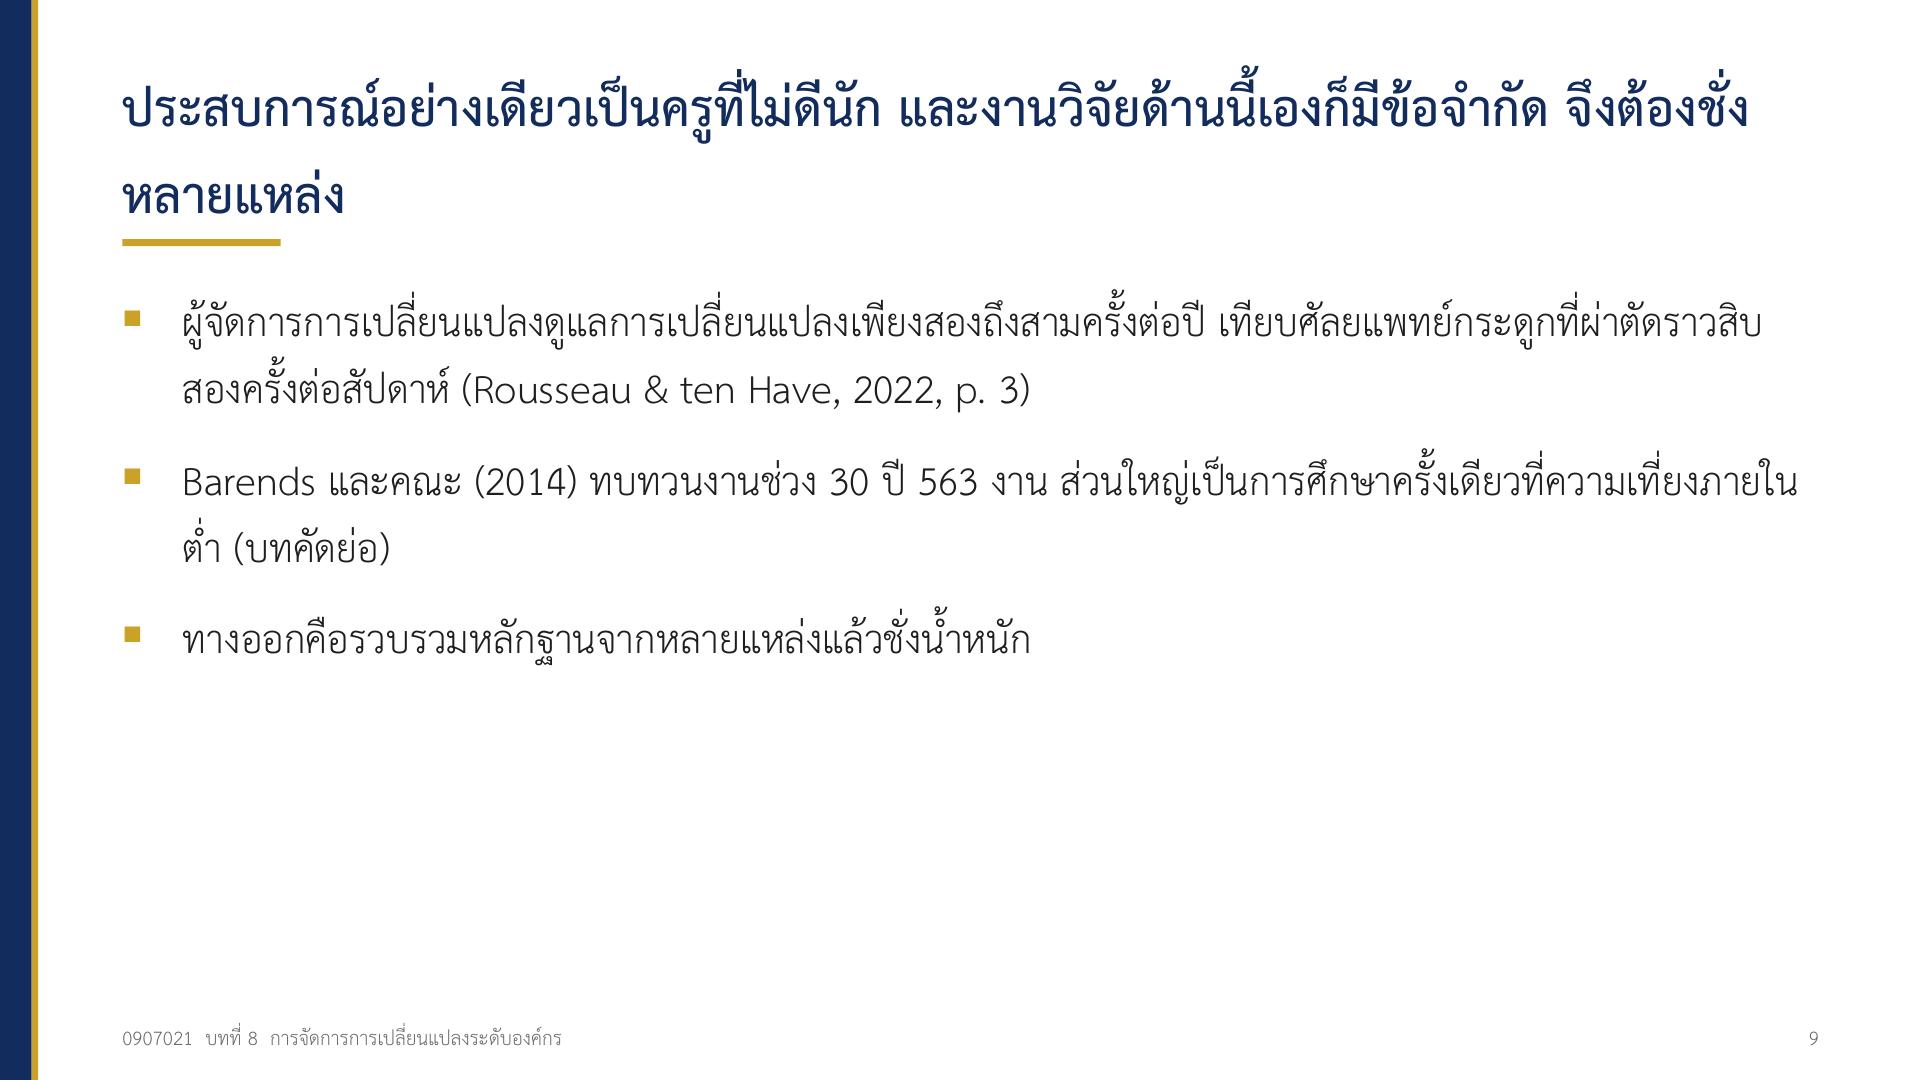 ประสบการณ์อย่างเดียวเป็นครูที่ไม่ดีนัก และงานวิจัยด้านนี้เองก็มีข้อจำกัด จึงต้องชั่ง
หลายแหล่ง
▪ ผู้จัดการการเปลี่ยนแปลงดูแลการเปลี่ยนแปลงเพียงสองถึงสามครั้งต่อปี เทียบศัลยแพทย์กระดูกที่ผ่าตัดราวสิบ
สองครั้งต่อสัปดาห์ (Rousseau & ten Have, 2022, p. 3)
▪ Barends และคณะ (2014) ทบทวนงานช่วง 30 ปี 563 งาน ส่วนใหญ่เป็นการศึกษาครั้งเดียวที่ความเที่ยงภายใน
ต่ำ (บทคัดย่อ)
▪ ทางออกคือรวบรวมหลักฐานจากหลายแหล่งแล้วชั่งน้ำหนัก
0907021 บทที่ 8 การจัดการการเปลี่ยนแปลงระดับองค์กร
9